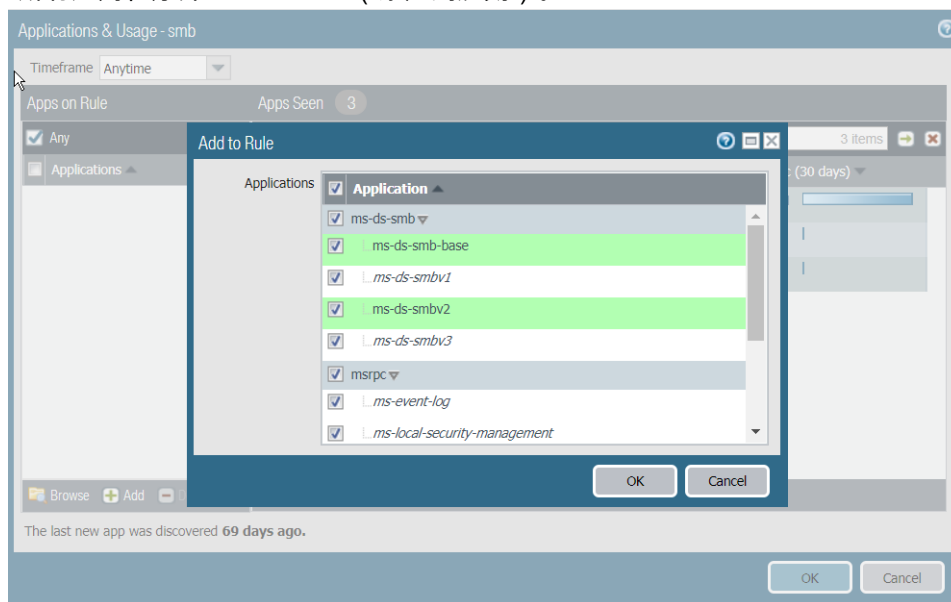 Applications & Usage - smb
Timeframe Anytime
Apps on Rule Apps Seen 3
Any
3 items
Applications
(30 days)
Add to Rule
Applications
Application
ms-ds-smb
ms-ds-smb-base
ms-ds-smbv1
ms-ds-smbv2
ms-ds-smbv3
msrpc
ms-event-log
ms-local-security-management
OK Cancel
Browse Add
The last new app was discovered 69 days ago.
OK Cancel